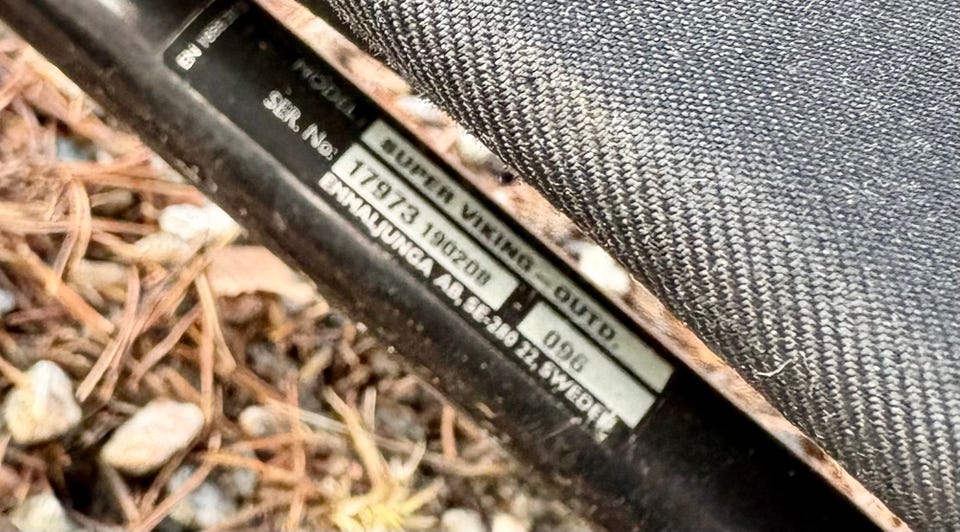 MODEL
SUPER VIKING - OUTD.
SER. No:
17973 190208
096
EMMALJUNGA AB, SE-280 22, SWEDEN